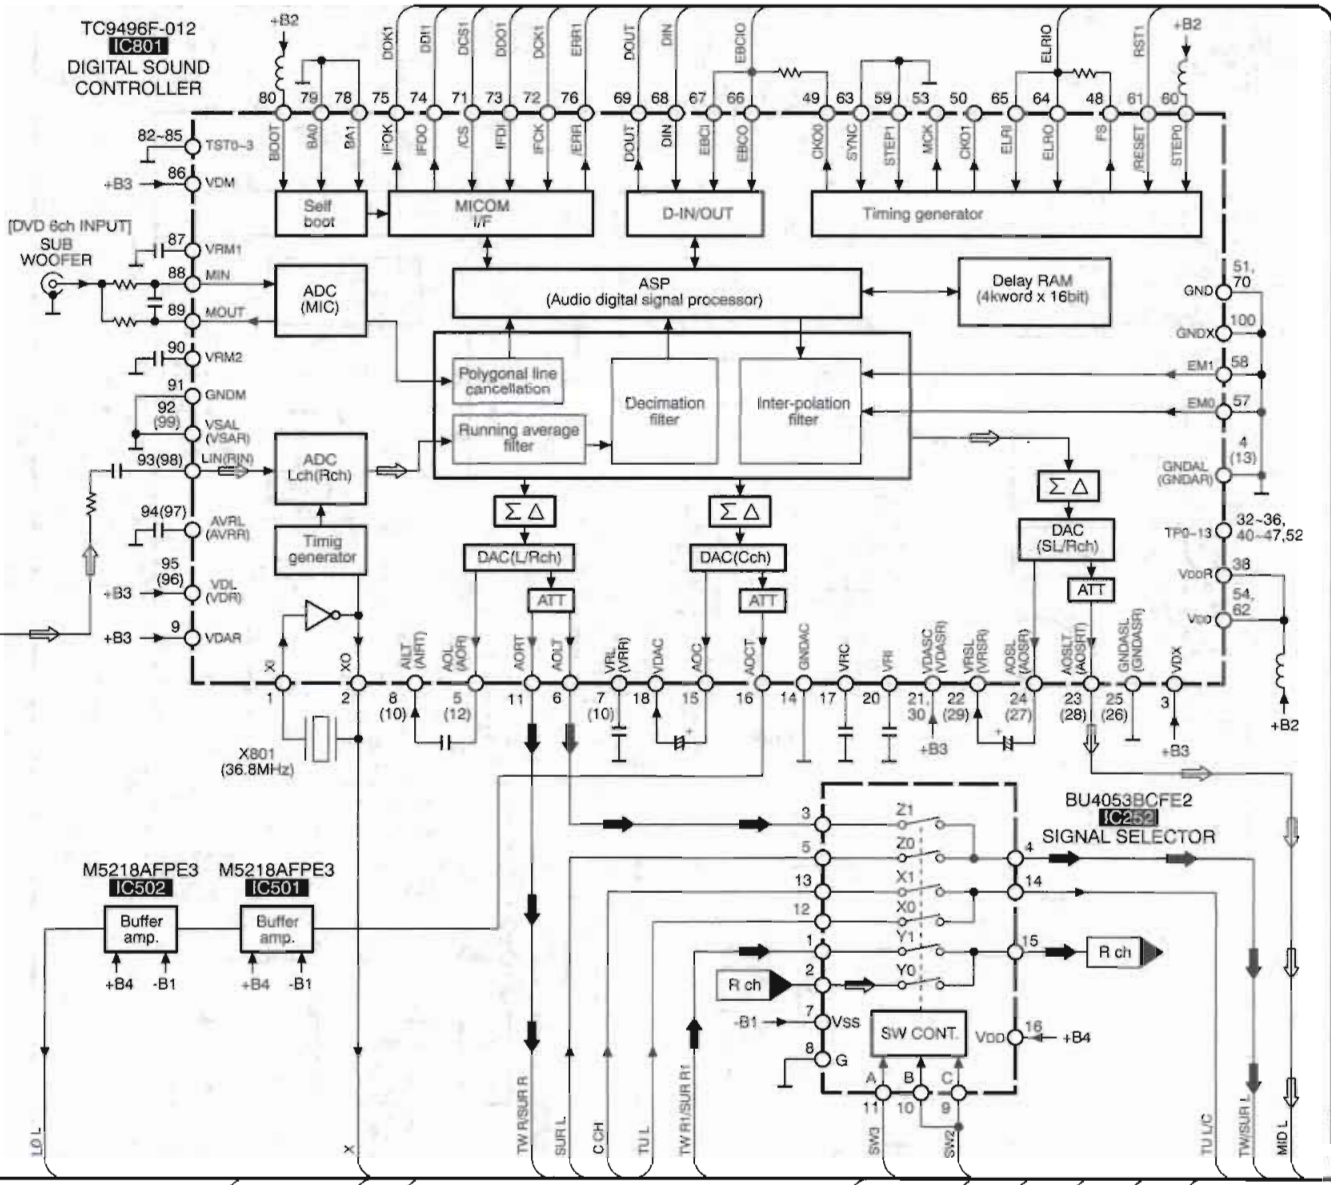 TC9496F-012
IC801
DIGITAL SOUND
CONTROLLER
+B2
DOK1
DDI1
DCS1
DDO1
DCK1
ERR1
DOUT
DIN
EBCIO
ELRIO
RST1
+B2
80
79
78
75
74
71
73
72
76
69
68
67
66
49
63
59
53
50
65
64
48
61
60
BOOT
BA0
BA1
IFOK
IFDO
/CS
IFDI
IFCK
/ERR
DOUT
DIN
EBCI
EBCO
CKO0
SYNC
STEP1
MCK
CKO1
ELRI
ELRO
FS
/RESET
STEP0
82~85
TST0~3
86
+B3
VDM
Self
boot
MICOM
I/F
D-IN/OUT
Timing generator
[DVD 6ch INPUT]
SUB
WOOFER
87
VRM1
88
MIN
89
MOUT
ADC
(MIC)
ASP
(Audio digital signal processor)
Delay RAM
(4kword x 16bit)
51,
70
GND
100
GNDX
58
EM1
57
EM0
4
(13)
GNDAL
(GNDAR)
90
VRM2
91
GNDM
92
(99)
VSAL
(VSAR)
93(98)
LIN(RIN)
Polygonal line
cancellation
Running average
filter
Decimation
filter
Inter-polation
filter
ADC
Lch(Rch)
94(97)
AVRL
(AVRR)
Timig
generator
95
(96)
+B3
VDL
(VDR)
9
+B3
VDAR
Σ Δ
Σ Δ
Σ Δ
DAC(L/Rch)
DAC(Cch)
DAC
(SL/Rch)
ATT
ATT
ATT
TP0~13
32~36,
40~47,52
VDDR
38
54,
62
VDD
+B2
XI
XO
AILT
(AIRT)
AOL
(AOR)
AORT
AOLT
VRL
(VRR)
VDAC
AOC
AOCT
GNDAC
VRC
VRI
VDASC
(VDASR)
VRSL
(VRSR)
AOSL
(AOSR)
AOSLT
(AOSRT)
GNDASL
(GNDASR)
VDX
1
2
8
(10)
5
(12)
11
6
7
(10)
18
15
16
14
17
20
21,
30
22
(29)
24
(27)
23
(28)
25
(26)
3
+
+B3
+
+B3
X801
(36.8MHz)
BU4053BCFE2
IC252
SIGNAL SELECTOR
3
Z1
5
Z0
4
13
X1
14
12
X0
1
Y1
15
R ch
2
Y0
R ch
-B1
7
VSS
SW CONT.
VDD
16
+B4
8
G
A
B
C
11
10
9
M5218AFPE3
IC502
M5218AFPE3
IC501
Buffer
amp.
Buffer
amp.
+B4
-B1
+B4
-B1
LO L
X
TW R/SUR R
SUR L
C CH
TU L
TW R1/SUR R1
SW3
SW2
TU L/C
TW/SUR L
MID L